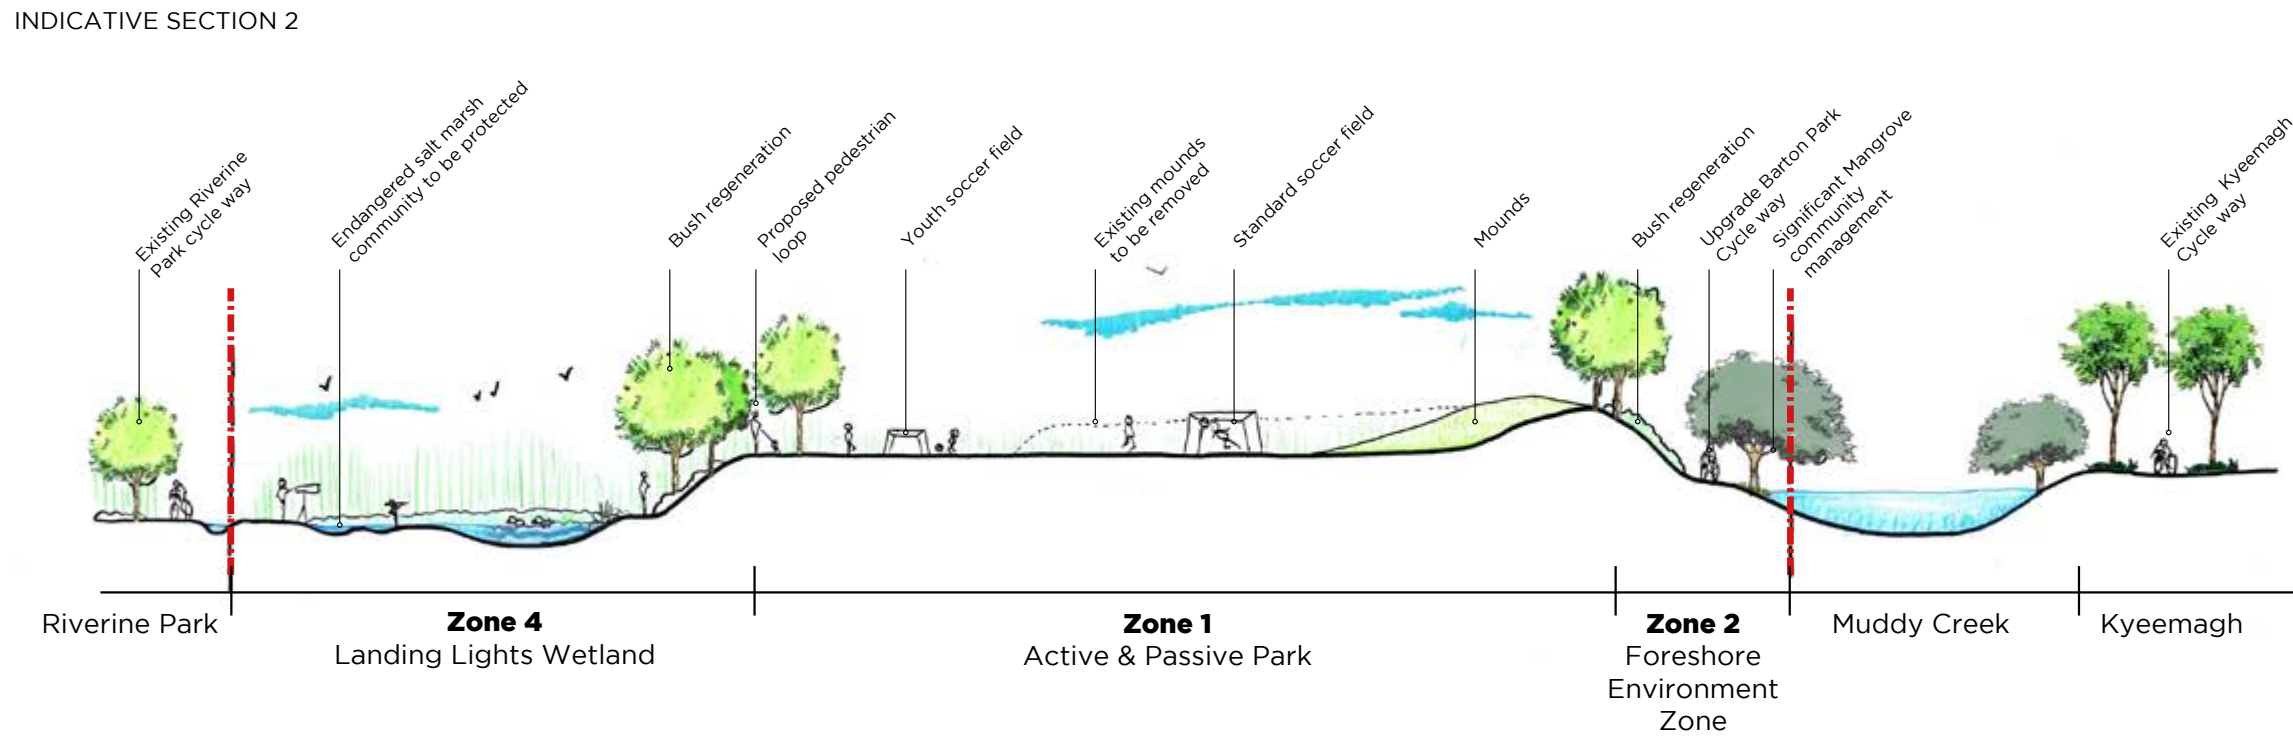 INDICATIVE SECTION 2
Existing Riverine
Park cycle way
Endangered salt marsh
community to be protected
Bush regeneration
Proposed pedestrian
loop
Youth soccer field
Existing mounds
to be removed
Standard soccer field
Mounds
Bush regeneration
Upgrade Barton Park
Cycle way
Significant Mangrove
community
management
Existing Kyeemagh
Cycle way
Riverine Park
Zone 4
Landing Lights Wetland
Zone 1
Active & Passive Park
Zone 2
Foreshore
Environment
Zone
Muddy Creek
Kyeemagh